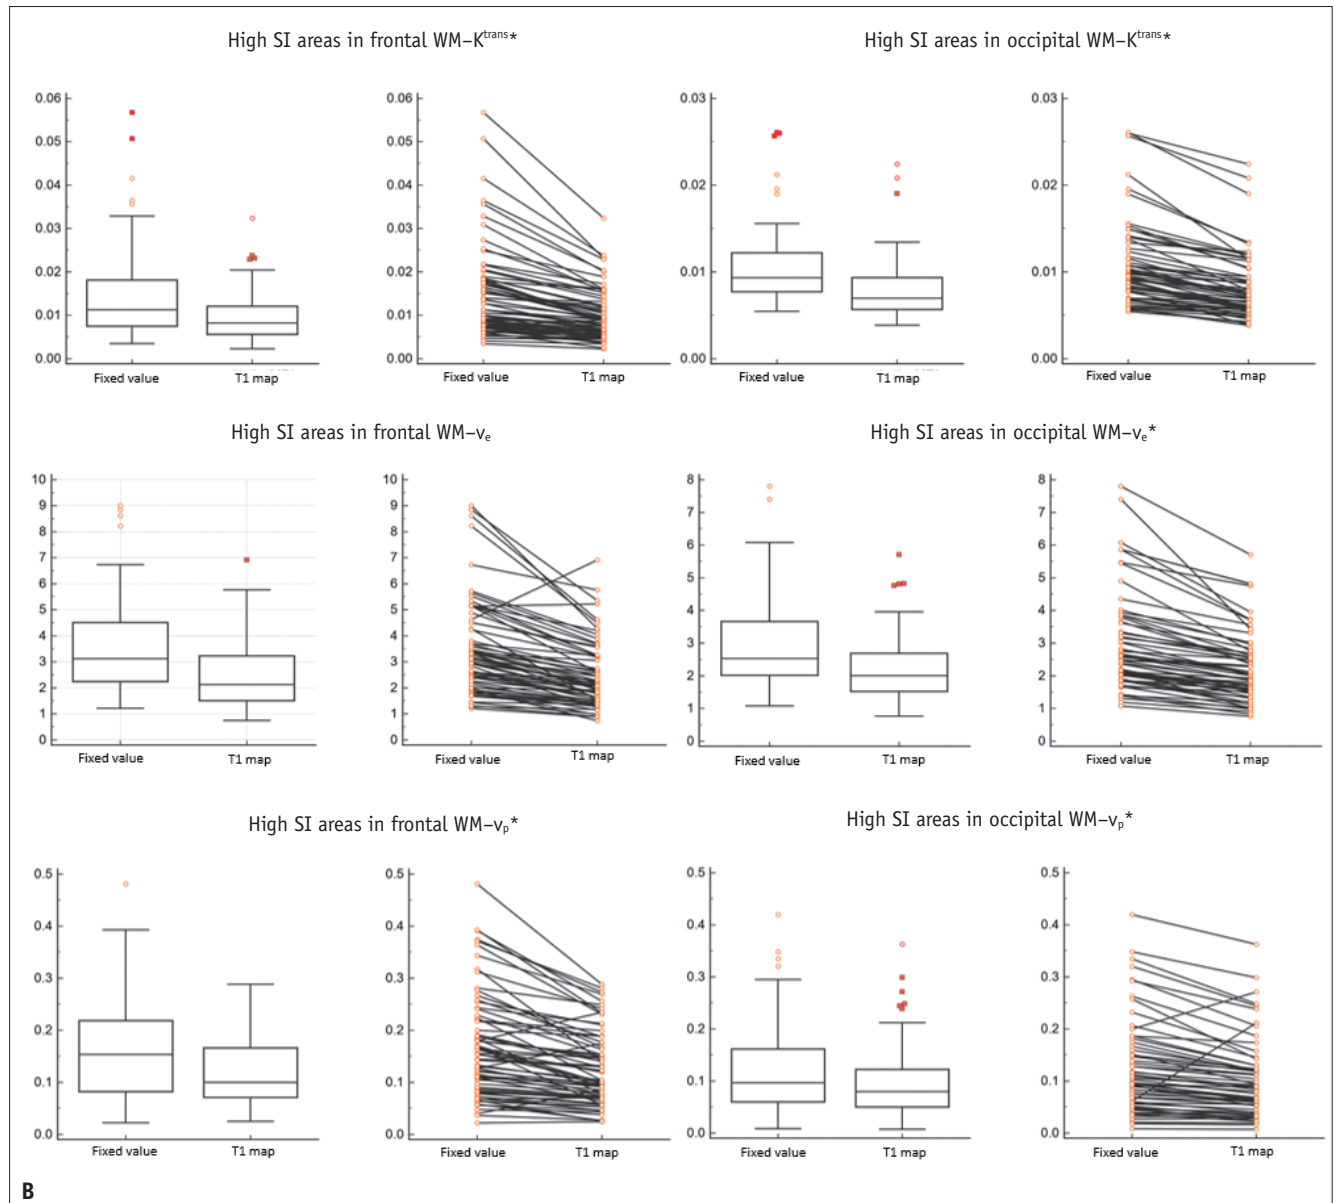 High SI areas in frontal WM–Ktrans*
High SI areas in occipital WM–Ktrans*
0.06
0.05
0.04
0.03
0.02
0.01
0.00
Fixed value
T1 map
0.06
0.05
0.04
0.03
0.02
0.01
0.00
Fixed value
T1 map
0.03
0.02
0.01
0.00
Fixed value
T1 map
0.03
0.02
0.01
0.00
Fixed value
T1 map
High SI areas in frontal WM–ve
High SI areas in occipital WM–ve*
10
9
8
7
6
5
4
3
2
1
0
Fixed value
T1 map
10
9
8
7
6
5
4
3
2
1
0
Fixed value
T1 map
8
7
6
5
4
3
2
1
0
Fixed value
T1 map
8
7
6
5
4
3
2
1
0
Fixed value
T1 map
High SI areas in frontal WM–vp*
High SI areas in occipital WM–vp*
0.5
0.4
0.3
0.2
0.1
0.0
Fixed value
T1 map
0.5
0.4
0.3
0.2
0.1
0.0
Fixed value
T1 map
0.5
0.4
0.3
0.2
0.1
0.0
Fixed value
T1 map
0.5
0.4
0.3
0.2
0.1
0.0
Fixed value
T1 map
B